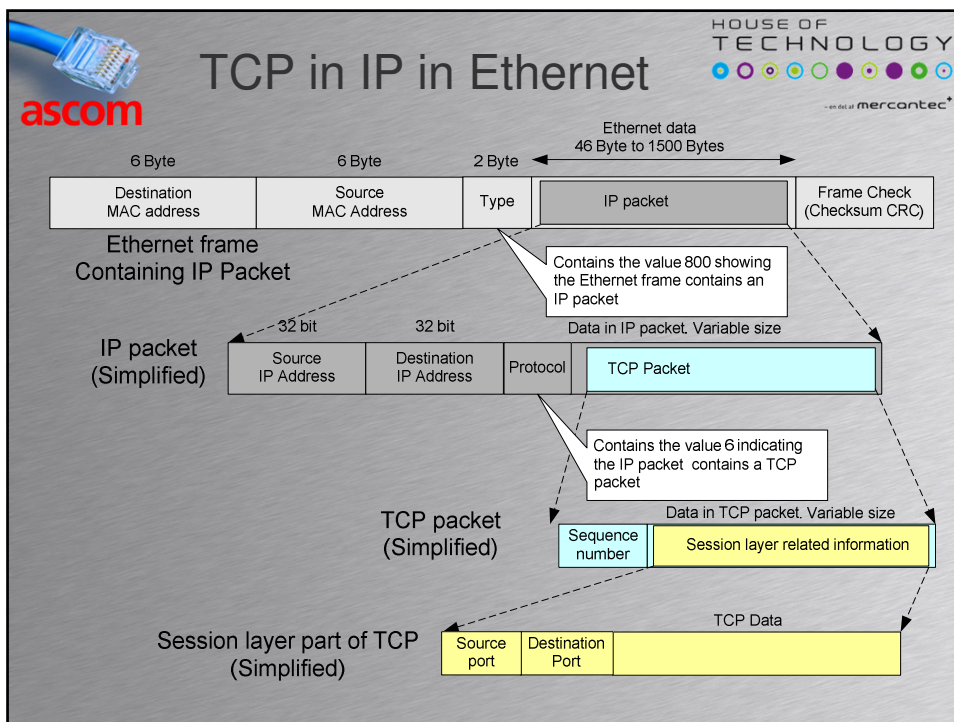 HOUSE OF
TECHNOLOGY
- en del af mercantec+
ascom
TCP in IP in Ethernet
Ethernet data
46 Byte to 1500 Bytes
6 Byte
6 Byte
2 Byte
Destination
MAC address
Source
MAC Address
Type
IP packet
Frame Check
(Checksum CRC)
Ethernet frame
Containing IP Packet
Contains the value 800 showing
the Ethernet frame contains an
IP packet
32 bit
32 bit
Data in IP packet. Variable size
IP packet
(Simplified)
Source
IP Address
Destination
IP Address
Protocol
TCP Packet
Contains the value 6 indicating
the IP packet contains a TCP
packet
Data in TCP packet. Variable size
TCP packet
(Simplified)
Sequence
number
Session layer related information
TCP Data
Session layer part of TCP
(Simplified)
Source
port
Destination
Port